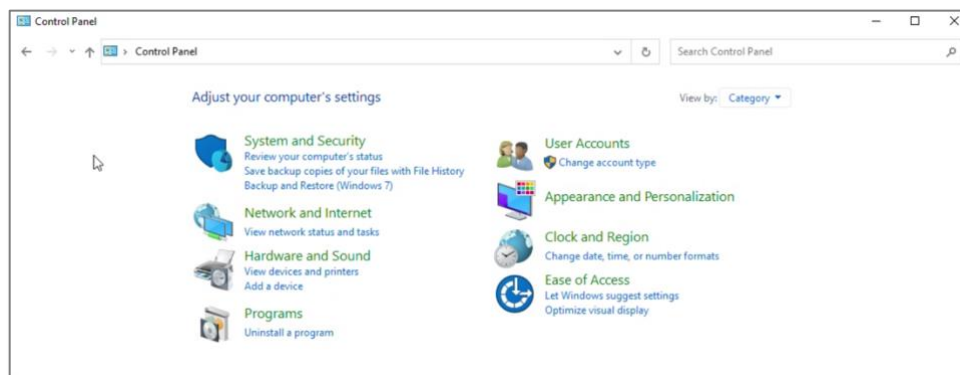 Control Panel
Control Panel
Search Control Panel
Adjust your computer's settings
View by: Category
System and Security
Review your computer's status
Save backup copies of your files with File History
Backup and Restore (Windows 7)
Network and Internet
View network status and tasks
Hardware and Sound
View devices and printers
Add a device
Programs
Uninstall a program
User Accounts
Change account type
Appearance and Personalization
Clock and Region
Change date, time, or number formats
Ease of Access
Let Windows suggest settings
Optimize visual display